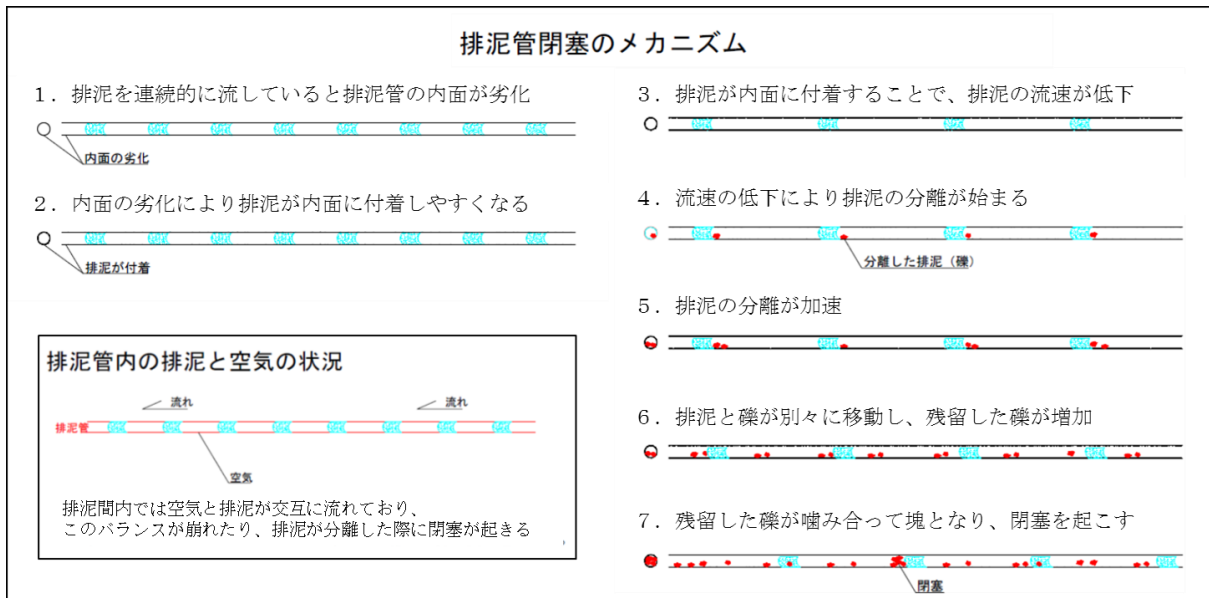 排泥管閉塞のメカニズム
１．排泥を連続的に流していると排泥管の内面が劣化
内面の劣化
２．内面の劣化により排泥が内面に付着しやすくなる
排泥が付着
排泥管内の排泥と空気の状況
流れ
流れ
排泥管
空気
排泥間内では空気と排泥が交互に流れており、
このバランスが崩れたり、排泥が分離した際に閉塞が起きる
３．排泥が内面に付着することで、排泥の流速が低下
４．流速の低下により排泥の分離が始まる
分離した排泥（礫）
５．排泥の分離が加速
６．排泥と礫が別々に移動し、残留した礫が増加
７．残留した礫が噛み合って塊となり、閉塞を起こす
閉塞